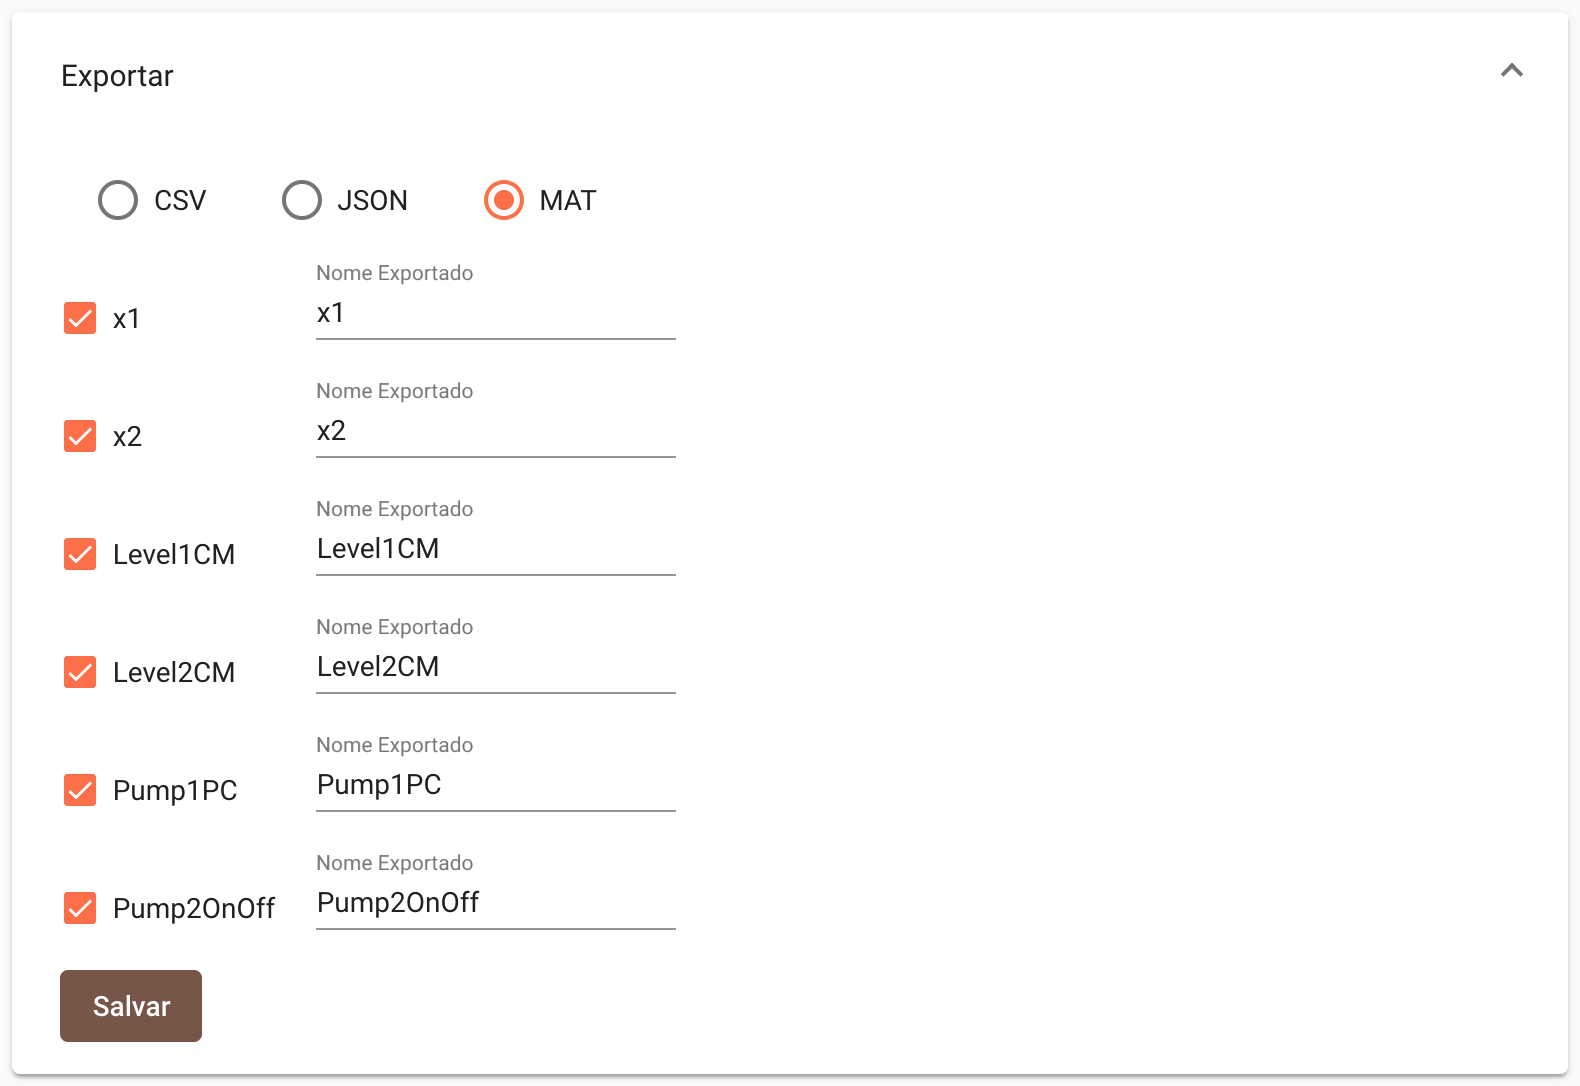 Exportar
CSV JSON MAT
Nome Exportado
x1 x1
Nome Exportado
x2 x2
Nome Exportado
Level1CM Level1CM
Nome Exportado
Level2CM Level2CM
Nome Exportado
Pump1PC Pump1PC
Nome Exportado
Pump2OnOff Pump2OnOff
Salvar